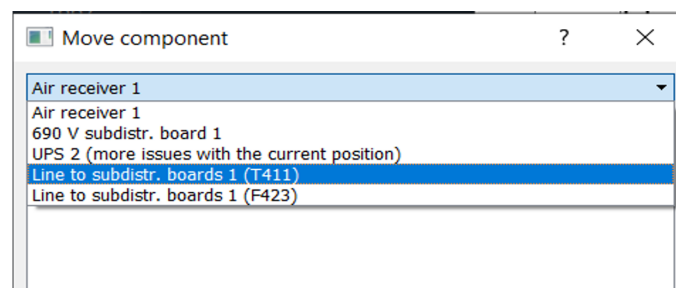 Move component
?
Air receiver 1
Air receiver 1
690 V subdistr. board 1
UPS 2 (more issues with the current position)
Line to subdistr. boards 1 (T411)
Line to subdistr. boards 1 (F423)